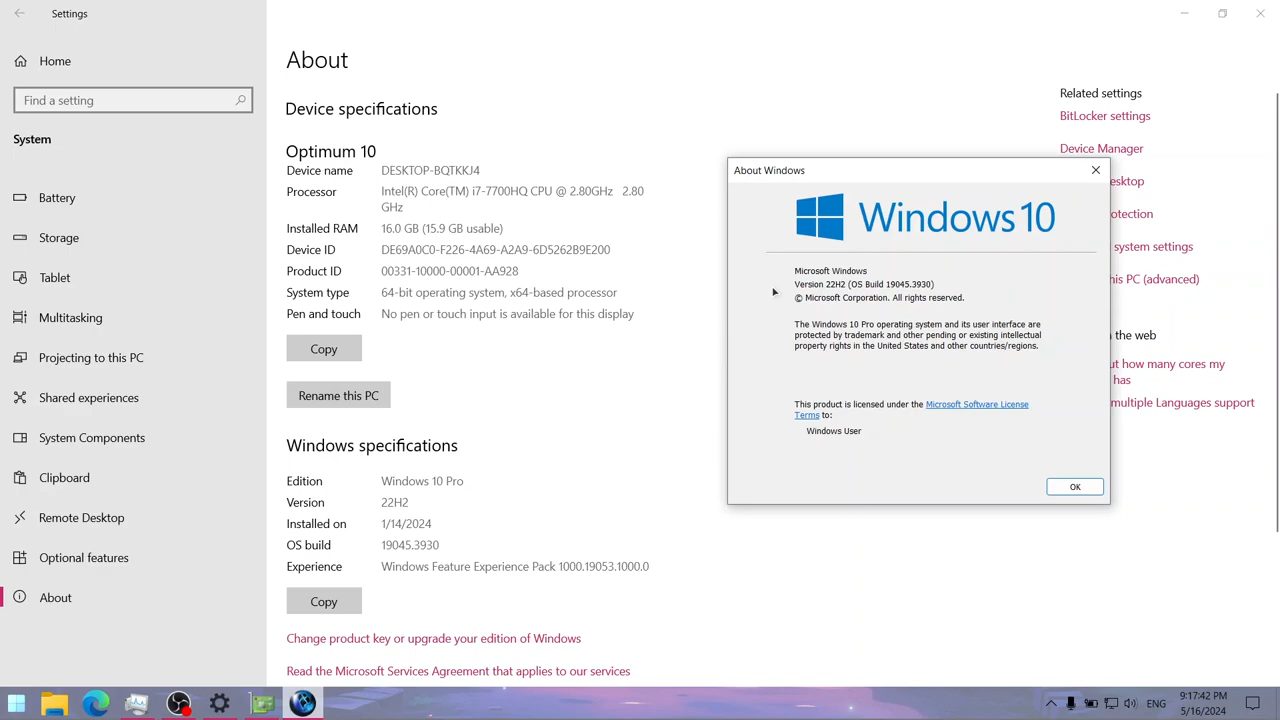 Settings
Home
Find a setting
System
Battery
Storage
Tablet
Multitasking
Projecting to this PC
Shared experiences
System Components
Clipboard
Remote Desktop
Optional features
About
About
Device specifications
Optimum 10
Device name DESKTOP-BQTKKJ4
Processor Intel(R) Core(TM) i7-7700HQ CPU @ 2.80GHz 2.80
GHz
Installed RAM 16.0 GB (15.9 GB usable)
Device ID DE69A0C0-F226-4A69-A2A9-6D5262B9E200
Product ID 00331-10000-00001-AA928
System type 64-bit operating system, x64-based processor
Pen and touch No pen or touch input is available for this display
Copy
Rename this PC
Windows specifications
Edition Windows 10 Pro
Version 22H2
Installed on 1/14/2024
OS build 19045.3930
Experience Windows Feature Experience Pack 1000.19053.1000.0
Copy
Change product key or upgrade your edition of Windows
Read the Microsoft Services Agreement that applies to our services
Related settings
BitLocker settings
Device Manager
esktop
otection
system settings
his PC (advanced)
n the web
ut how many cores my
has
multiple Languages support
About Windows
Windows 10
Microsoft Windows
Version 22H2 (OS Build 19045.3930)
© Microsoft Corporation. All rights reserved.
The Windows 10 Pro operating system and its user interface are
protected by trademark and other pending or existing intellectual
property rights in the United States and other countries/regions.
This product is licensed under the Microsoft Software License
Terms to:
Windows User
OK
ENG
9:17:42 PM
5/16/2024